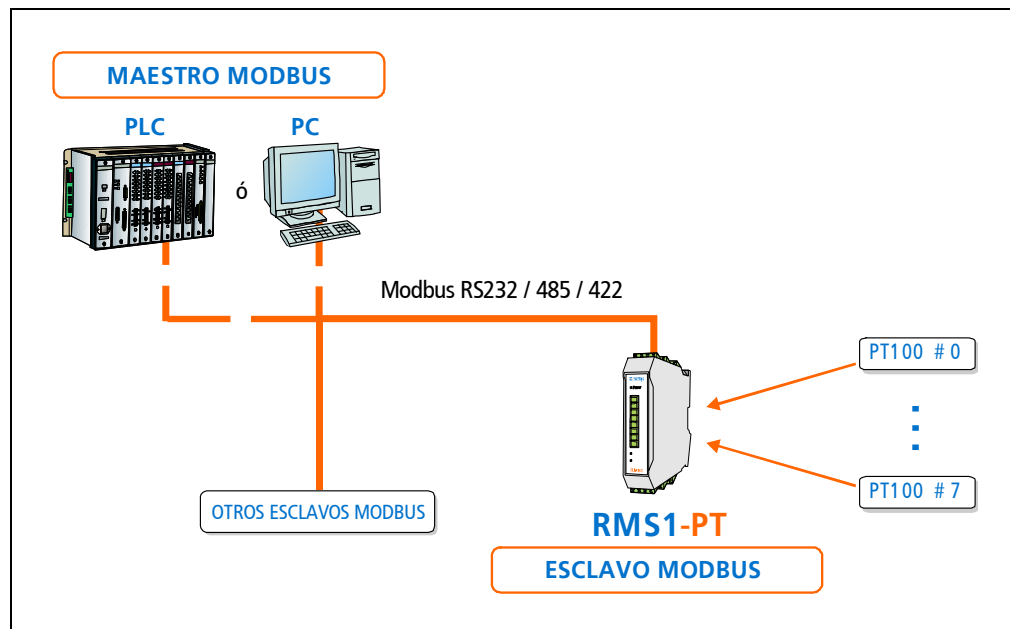 MAESTRO MODBUS
PLC
PC
ó
Modbus RS232 / 485 / 422
PT100 # 0
PT100 # 7
OTROS ESCLAVOS MODBUS
RMS1-PT
ESCLAVO MODBUS